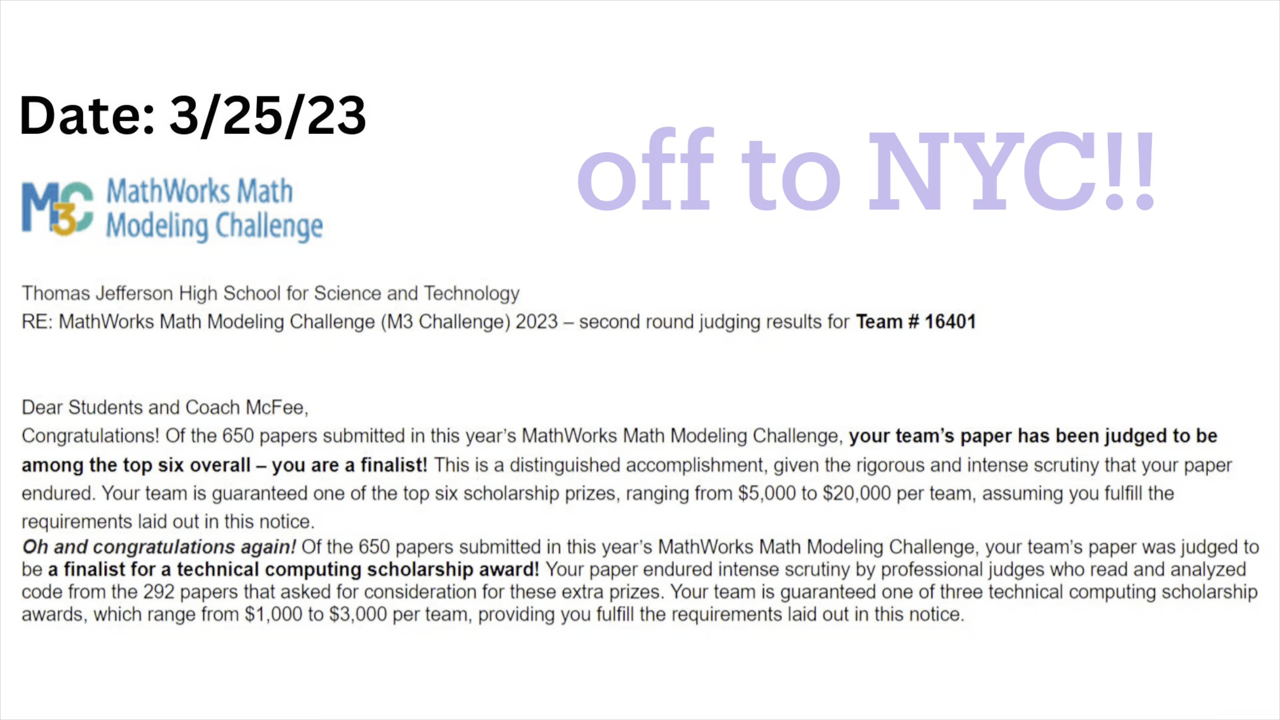 Date: 3/25/23
off to NYC!!
M3C MathWorks Math
Modeling Challenge
Thomas Jefferson High School for Science and Technology
RE: MathWorks Math Modeling Challenge (M3 Challenge) 2023 – second round judging results for Team # 16401
Dear Students and Coach McFee,
Congratulations! Of the 650 papers submitted in this year’s MathWorks Math Modeling Challenge, your team’s paper has been judged to be
among the top six overall – you are a finalist! This is a distinguished accomplishment, given the rigorous and intense scrutiny that your paper
endured. Your team is guaranteed one of the top six scholarship prizes, ranging from $5,000 to $20,000 per team, assuming you fulfill the
requirements laid out in this notice.
Oh and congratulations again! Of the 650 papers submitted in this year’s MathWorks Math Modeling Challenge, your team’s paper was judged to
be a finalist for a technical computing scholarship award! Your paper endured intense scrutiny by professional judges who read and analyzed
code from the 292 papers that asked for consideration for these extra prizes. Your team is guaranteed one of three technical computing scholarship
awards, which range from $1,000 to $3,000 per team, providing you fulfill the requirements laid out in this notice.